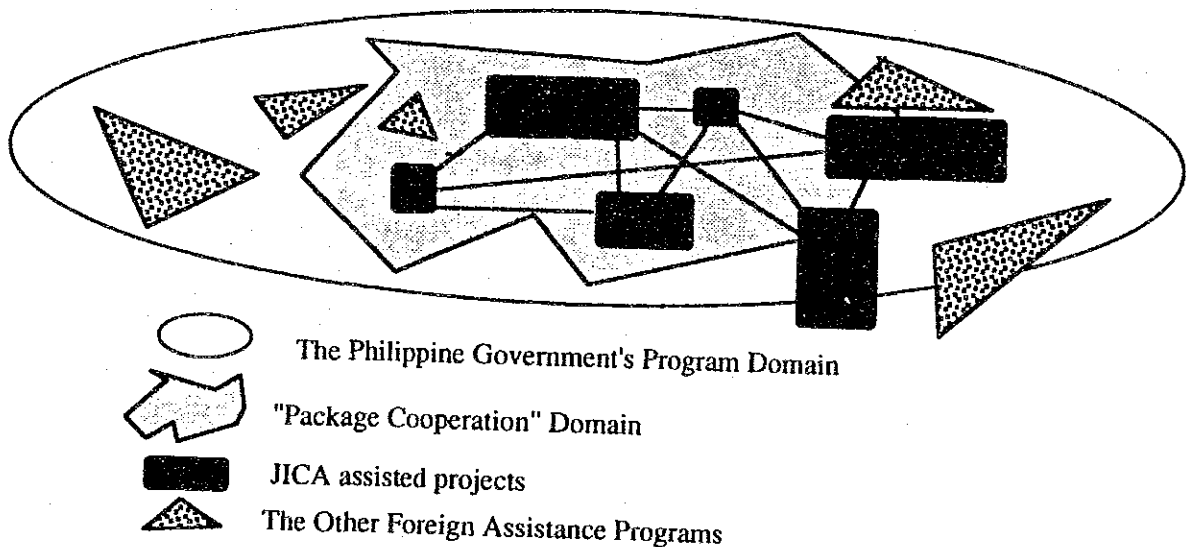 The Philippine Government's Program Domain
"Package Cooperation" Domain
JICA assisted projects
The Other Foreign Assistance Programs